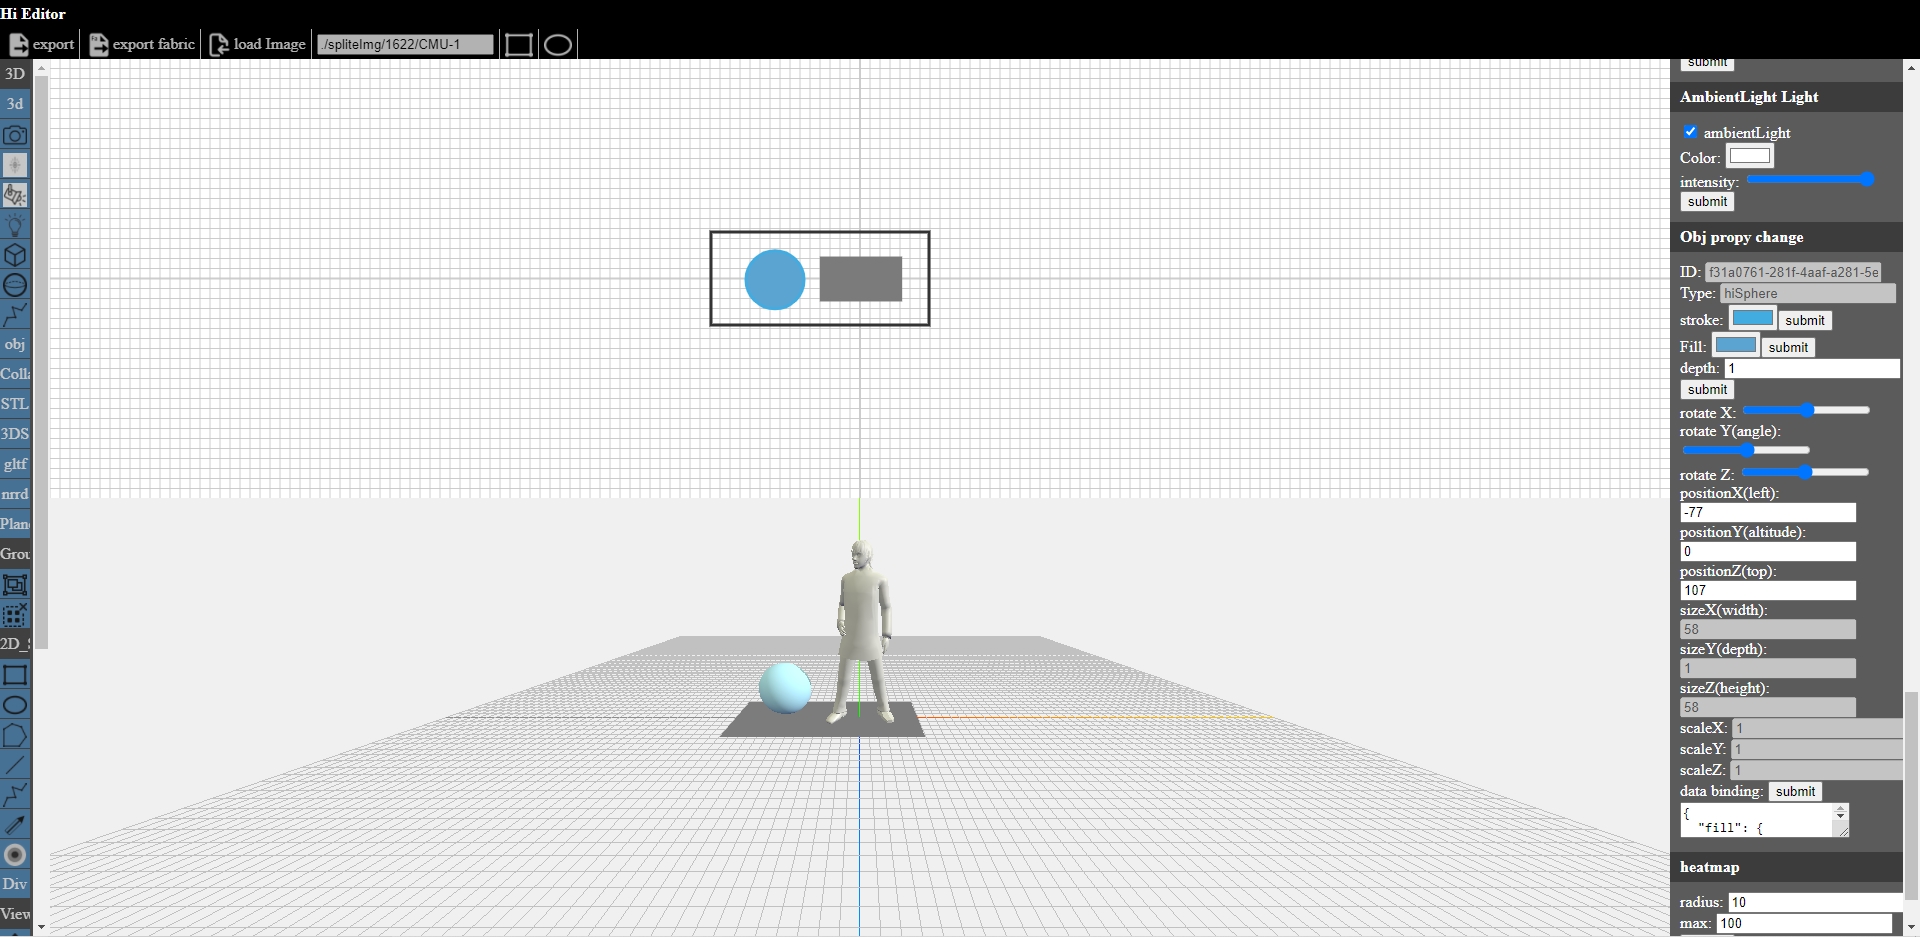 Hi Editor
export
export fabric
load Image
./spliteImg/1622/CMU-1
3D
3d
obj
Colla
STL
3DS
gltf
nrrd
Plan
Grou
2D_S
Div
View
submit
AmbientLight Light
ambientLight
Color:
intensity:
submit
Obj propy change
ID: f31a0761-281f-4aaf-a281-5e
Type: hiSphere
stroke: submit
Fill: submit
depth: 1
submit
rotate X:
rotate Y(angle):
rotate Z:
positionX(left):
-77
positionY(altitude):
0
positionZ(top):
107
sizeX(width):
58
sizeY(depth):
1
sizeZ(height):
58
scaleX: 1
scaleY: 1
scaleZ: 1
data binding: submit
{
"fill": {
heatmap
radius: 10
max: 100